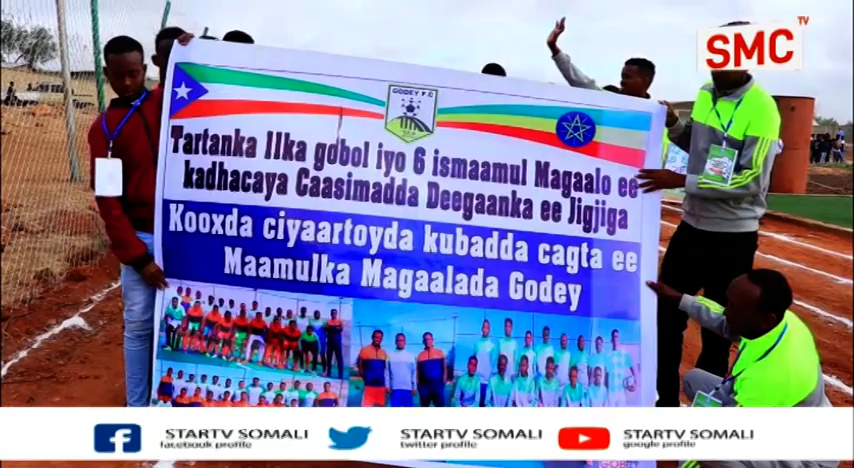 SMC TV
GODEY F.C
Tartanka 11ka gobol iyo 6 ismaamul Magaalo ee
kadhacaya Caasimadda Deegaanka ee Jigjiga
Kooxda ciyaartoyda kubadda cagta ee
Maamulka Magaalada Godey
STARTV SOMALI
facebook profile
STARTV SOMALI
twitter profile
STARTV SOMALI
google profile